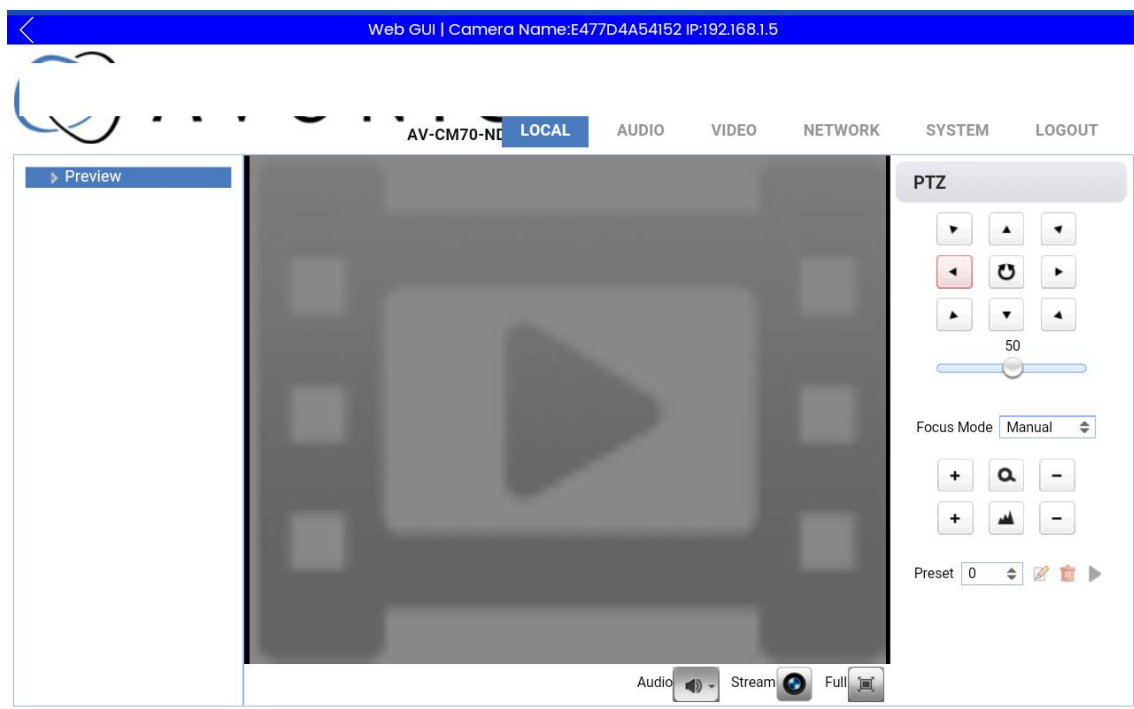 Web GUI | Camera Name:E477D4A54152 IP:192.168.1.5
AV-CM70-ND
LOCAL
AUDIO
VIDEO
NETWORK
SYSTEM
LOGOUT
Preview
PTZ
50
Focus Mode
Manual
Preset
0
Audio
Stream
Full